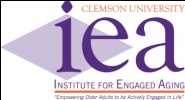 CLEMSON UNIVERSITY
iea
INSTITUTE FOR ENGAGED AGING
"Empowering Older Adults to be Actively Engaged in Life"